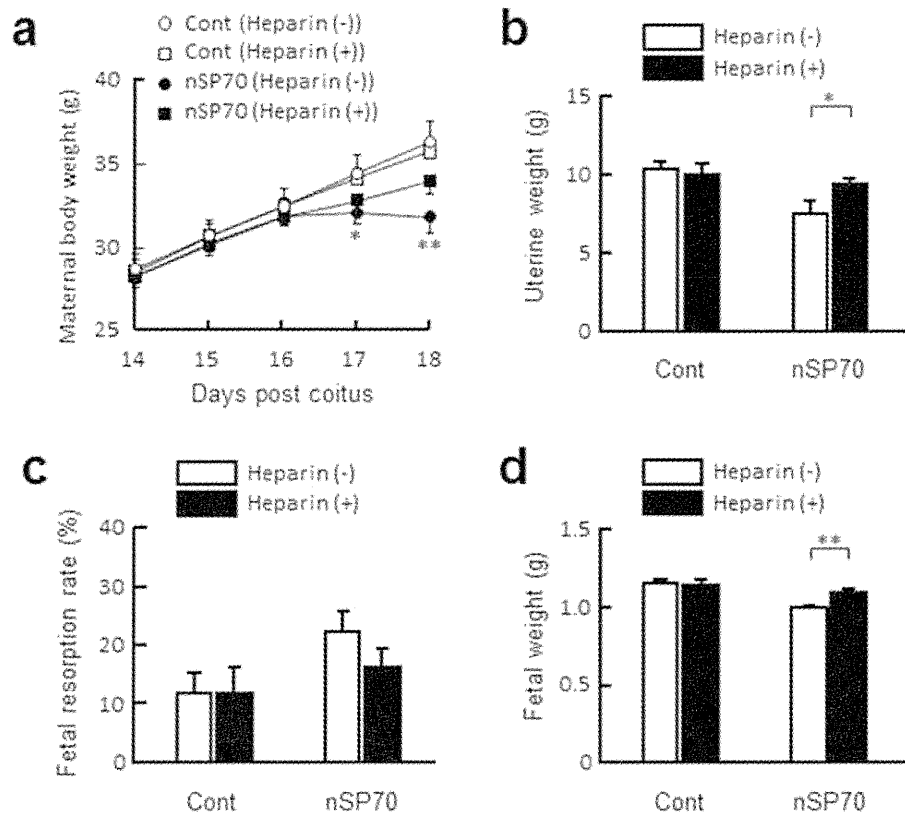 a
Cont (Heparin (-))
Cont (Heparin (+))
nSP70 (Heparin (-))
nSP70 (Heparin (+))
Maternal body weight (g)
40
35
30
25
*
**
14 15 16 17 18
Days post coitus
b
Heparin (-)
Heparin (+)
Uterine weight (g)
15
10
5
0
*
Cont nSP70
c
Heparin (-)
Heparin (+)
Fetal resorption rate (%)
40
30
20
10
0
Cont nSP70
d
Heparin (-)
Heparin (+)
Fetal weight (g)
1.5
1.0
0.5
0
**
Cont nSP70